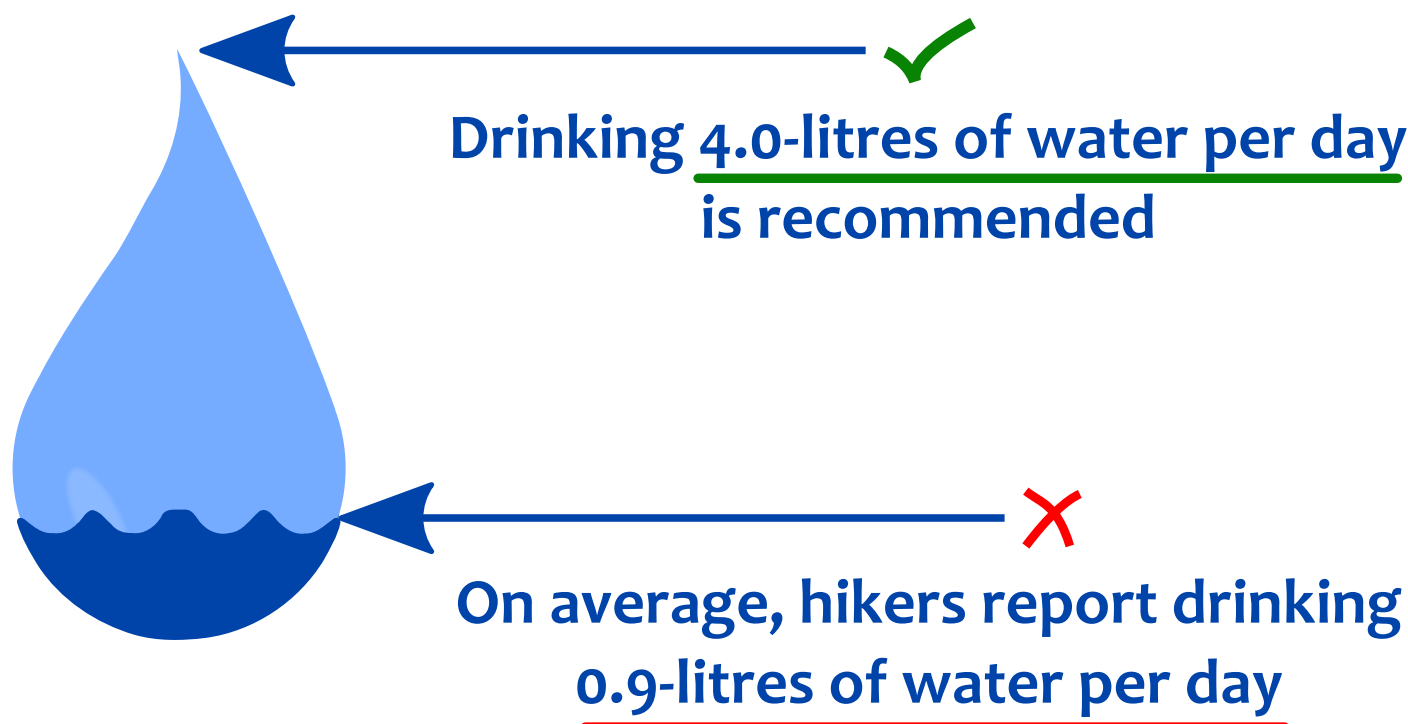 Drinking 4.0-litres of water per day
is recommended
On average, hikers report drinking
0.9-litres of water per day